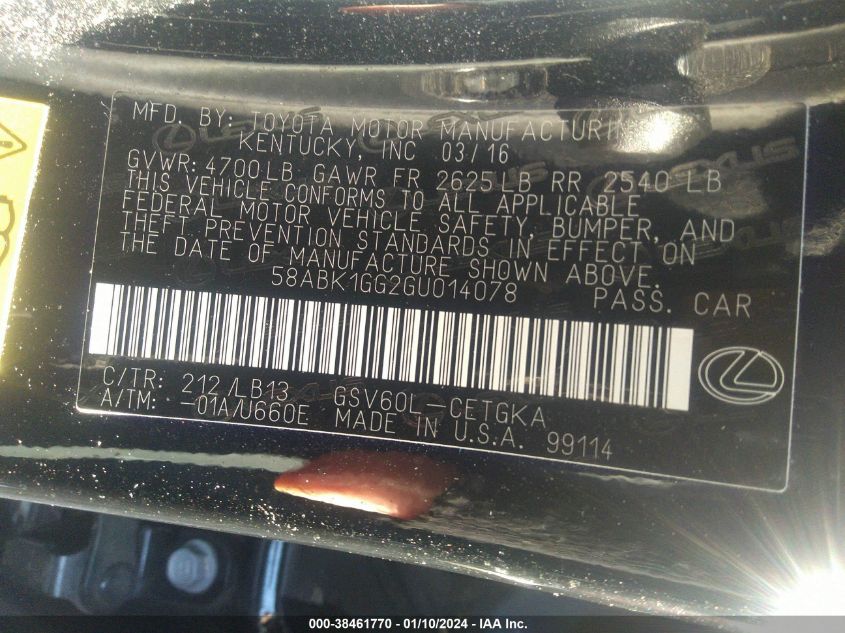 MFD. BY: TOYOTA MOTOR MANUFACTURIN
KENTUCKY, INC 03/16
GVWR: 4700LB GAWR FR 2625LB RR 2540 LB
THIS VEHICLE CONFORMS TO ALL APPLICABLE
FEDERAL MOTOR VEHICLE SAFETY, BUMPER, AND
THEFT PREVENTION STANDARDS IN EFFECT ON
THE DATE OF MANUFACTURE SHOWN ABOVE.
58ABK1GG2GU014078 PASS. CAR
C/TR: 212/LB13 GSV60L-CETGKA
A/TM: -01A/U660E MADE IN U.S.A. 99114
000-38461770 — 01/10/2024 — IAA Inc.